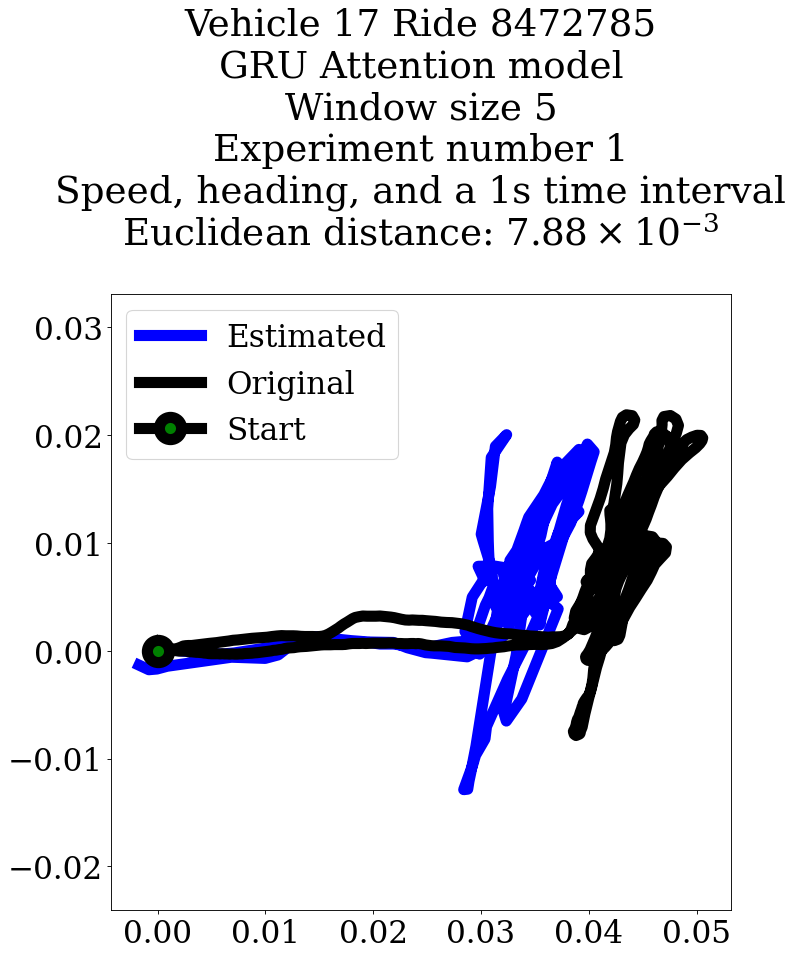 Vehicle 17 Ride 8472785
GRU Attention model
Window size 5
Experiment number 1
Speed, heading, and a 1s time interval
Euclidean distance: 7.88 × 10⁻³
Estimated
Original
Start
0.03
0.02
0.01
0.00
−0.01
−0.02
0.00 0.01 0.02 0.03 0.04 0.05